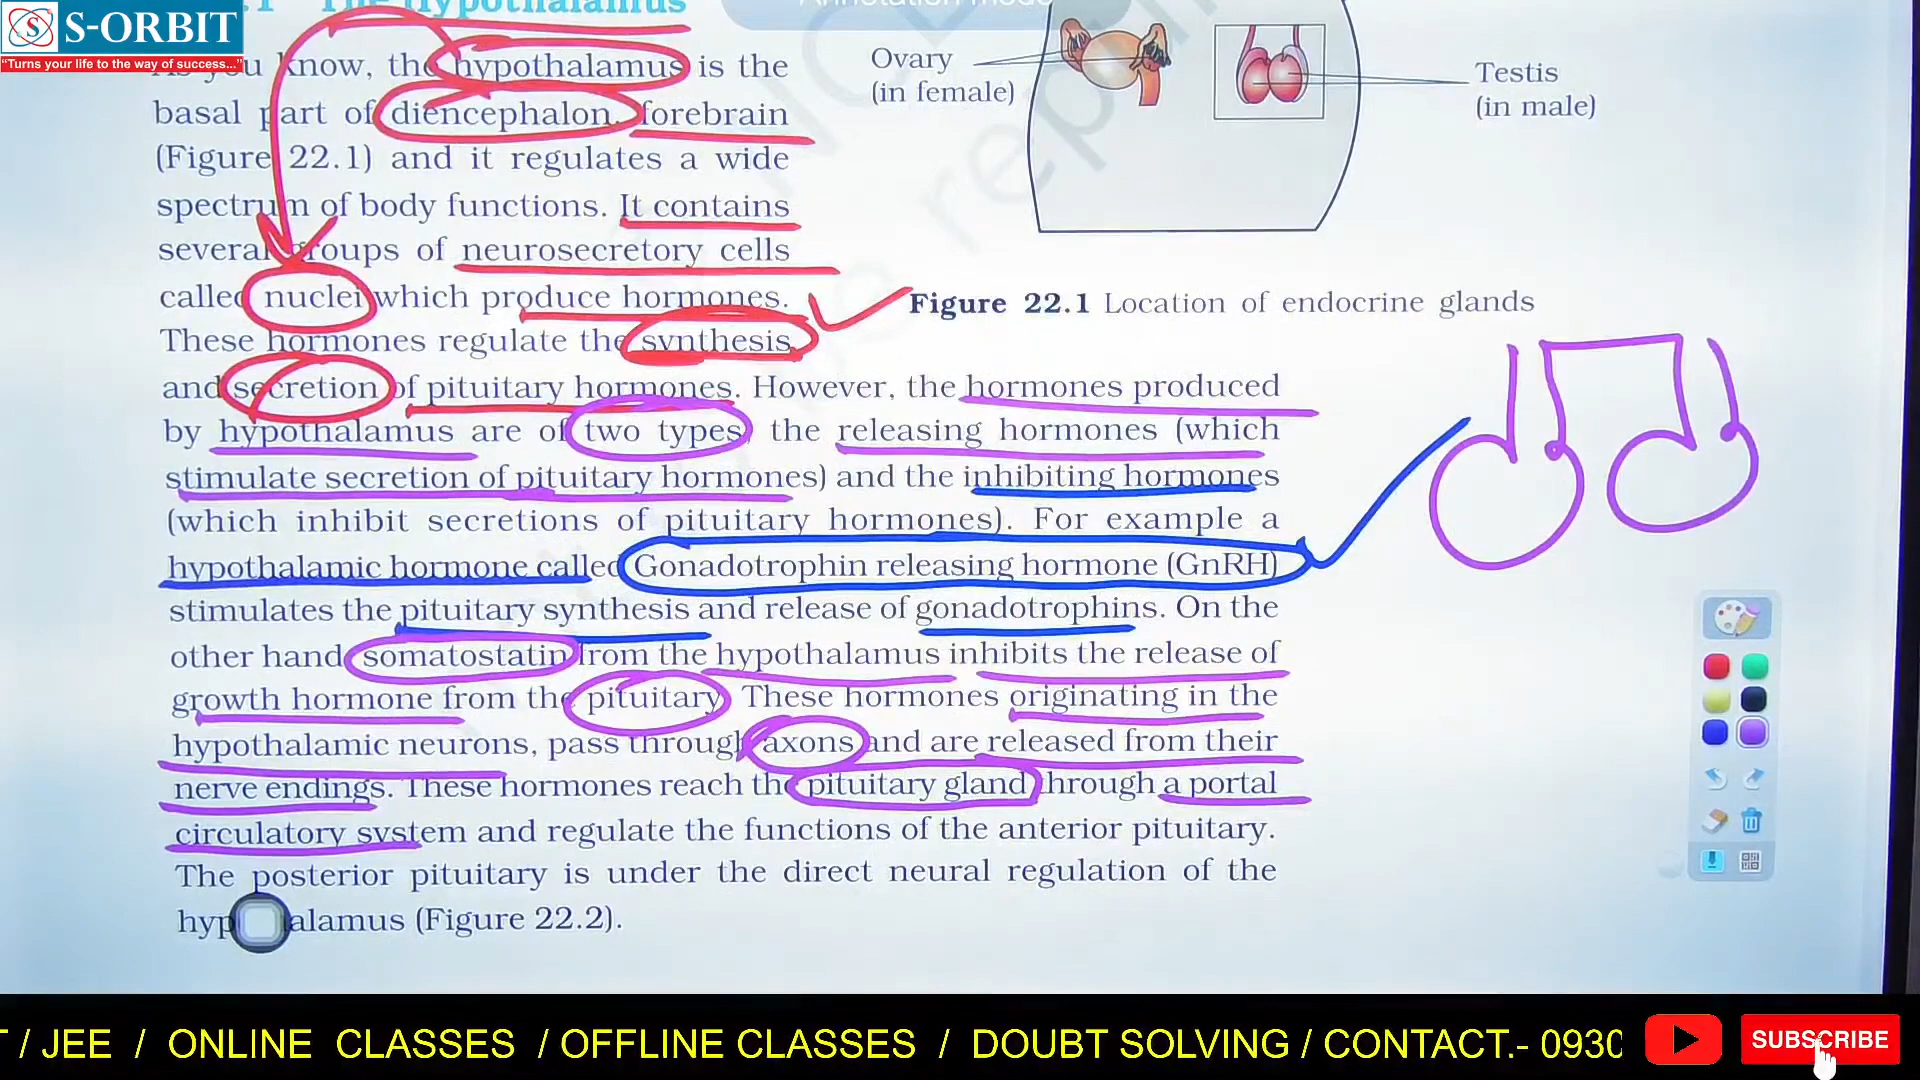 S-ORBIT
"Turns your life to the way of success..."
The Hypothalamus
Annotation mode
you know, the hypothalamus is the
basal part of diencephalon, forebrain
(Figure 22.1) and it regulates a wide
spectrum of body functions. It contains
several groups of neurosecretory cells
called nuclei which produce hormones.
These hormones regulate the synthesis
and secretion of pituitary hormones. However, the hormones produced
by hypothalamus are of two types, the releasing hormones (which
stimulate secretion of pituitary hormones) and the inhibiting hormones
(which inhibit secretions of pituitary hormones). For example a
hypothalamic hormone called Gonadotrophin releasing hormone (GnRH)
stimulates the pituitary synthesis and release of gonadotrophins. On the
other hand somatostatin from the hypothalamus inhibits the release of
growth hormone from the pituitary. These hormones originating in the
hypothalamic neurons, pass through axons and are released from their
nerve endings. These hormones reach the pituitary gland through a portal
circulatory system and regulate the functions of the anterior pituitary.
The posterior pituitary is under the direct neural regulation of the
hypothalamus (Figure 22.2).
Ovary
(in female)
Testis
(in male)
Figure 22.1 Location of endocrine glands
T / JEE / ONLINE CLASSES / OFFLINE CLASSES / DOUBT SOLVING / CONTACT.- 0930
SUBSCRIBE